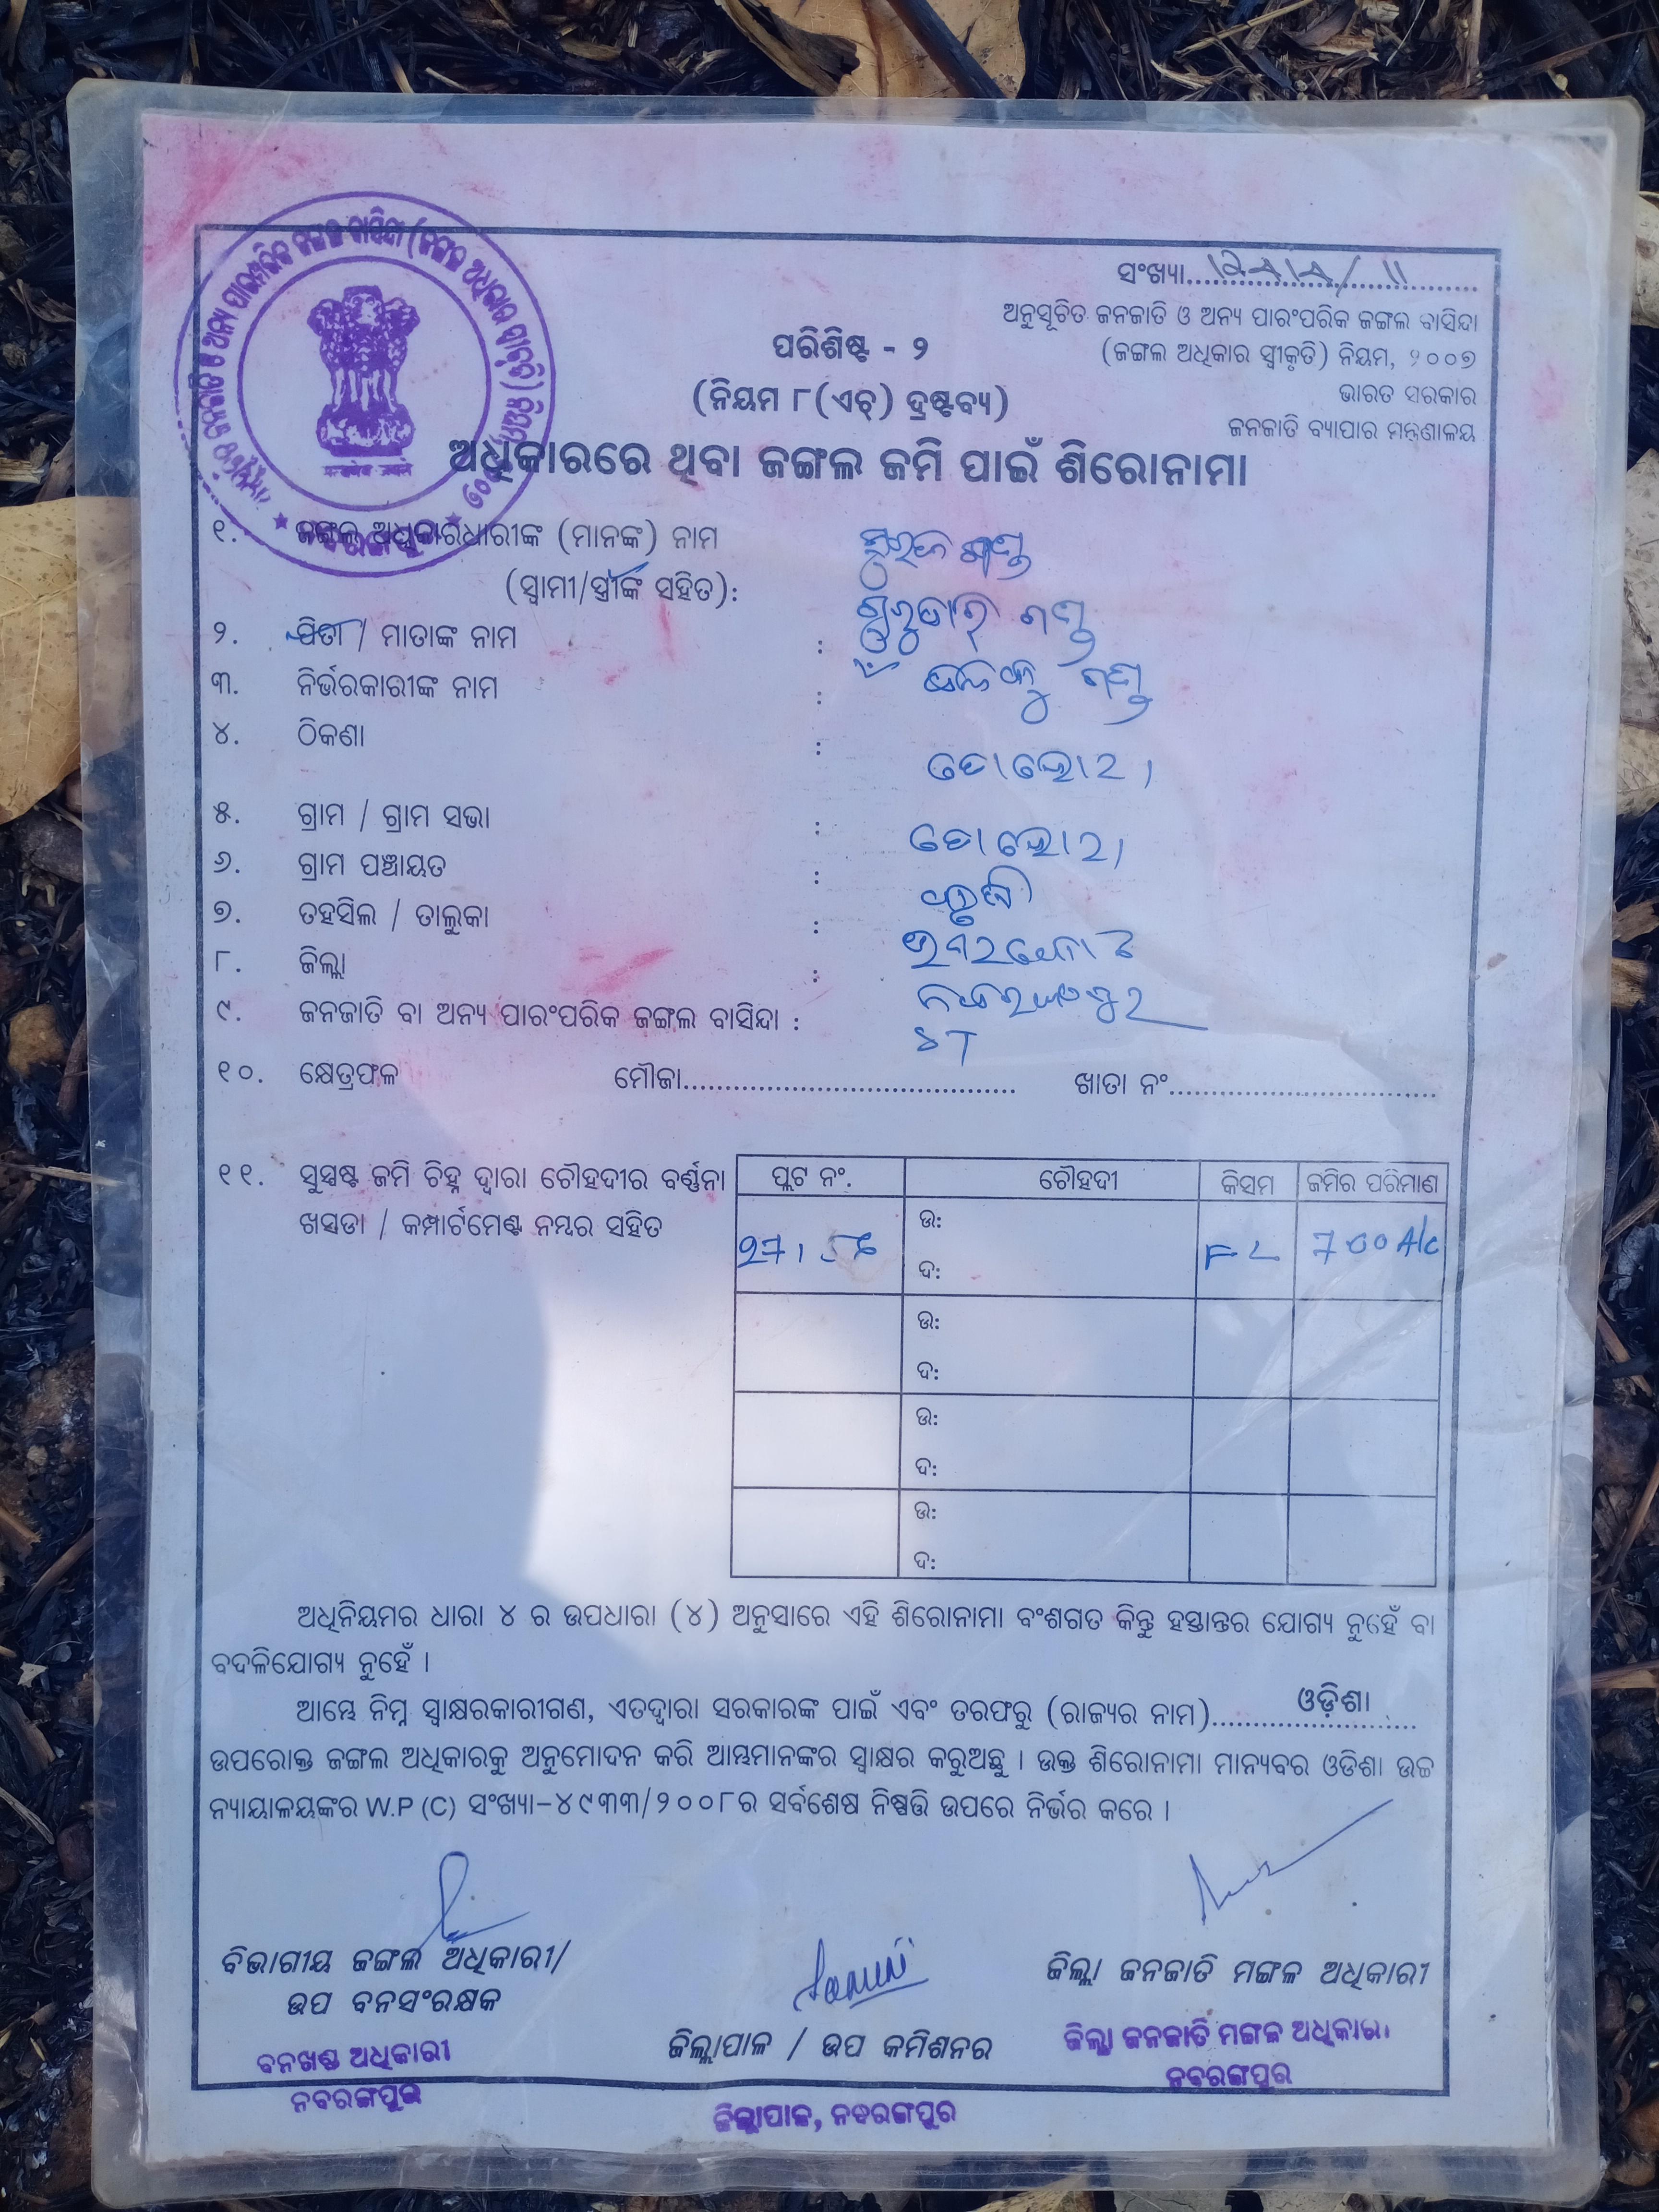 ସଂଖ୍ୟା
ଅନୁସୂଚିତ ଜନଜାତି ଓ ଅନ୍ୟ ପାରଂପରିକ ଜଙ୍ଗଲ ବାସିନ୍ଦା
(ଜଙ୍ଗଲ ଅଧିକାର ସ୍ୱୀକୃତି) ନିୟମ, ୨୦୦୭
ଭାରତ ସରକାର
ଜନଜାତି ବ୍ୟାପାର ମନ୍ତ୍ରଣାଳୟ
ପରିଶିଷ୍ଟ - ୨
(ନିୟମ ୮(ଏଚ୍) ଦ୍ରଷ୍ଟବ୍ୟ)
ଅଧିକାରରେ ଥିବା ଜଙ୍ଗଲ ଜମି ପାଇଁ ଶିରୋନାମା
୧. ଜଙ୍ଗଲ ଅଧିକାରଧାରୀଙ୍କ (ମାନଙ୍କ) ନାମ
(ସ୍ୱାମୀ/ସ୍ତ୍ରୀଙ୍କ ସହିତ):
୨. ପିତା / ମାତାଙ୍କ ନାମ :
୩. ନିର୍ଭରକାରୀଙ୍କ ନାମ :
୪. ଠିକଣା :
୫. ଗ୍ରାମ / ଗ୍ରାମ ସଭା :
୬. ଗ୍ରାମ ପଞ୍ଚାୟତ :
୭. ତହସିଲ / ତାଲୁକା : ଉମରକୋଟ
୮. ଜିଲ୍ଲା : ନବରଙ୍ଗପୁର
୯. ଜନଜାତି ବା ଅନ୍ୟ ପାରଂପରିକ ଜଙ୍ଗଲ ବାସିନ୍ଦା : ST
୧୦. କ୍ଷେତ୍ରଫଳ ମୌଜା........ ଖାତା ନଂ........
୧୧. ସୁସ୍ପଷ୍ଟ ଜମି ଚିହ୍ନ ଦ୍ୱାରା ଚୌହଦୀର ବର୍ଣ୍ଣନା
ଖସଡା / କମ୍ପାର୍ଟମେଣ୍ଟ ନମ୍ବର ସହିତ
ପ୍ଲଟ ନଂ. ଚୌହଦୀ କିସମ ଜମିର ପରିମାଣ
ଉ:
ଦ: FL
ଉ:
ଦ:
ଉ:
ଦ:
ଉ:
ଦ:
ଅଧିନିୟମର ଧାରା ୪ ର ଉପଧାରା (୪) ଅନୁସାରେ ଏହି ଶିରୋନାମା ବଂଶଗତ କିନ୍ତୁ ହସ୍ତାନ୍ତର ଯୋଗ୍ୟ ନୁହେଁ ବା
ବଦଳିଯୋଗ୍ୟ ନୁହେଁ ।
ଆମ୍ଭେ ନିମ୍ନ ସ୍ୱାକ୍ଷରକାରୀଗଣ, ଏତଦ୍ୱାରା ସରକାରଙ୍କ ପାଇଁ ଏବଂ ତରଫରୁ (ରାଜ୍ୟର ନାମ) ଓଡ଼ିଶା
ଉପରୋକ୍ତ ଜଙ୍ଗଲ ଅଧିକାରକୁ ଅନୁମୋଦନ କରି ଆମ୍ଭମାନଙ୍କର ସ୍ୱାକ୍ଷର କରୁଅଛୁ । ଉକ୍ତ ଶିରୋନାମା ମାନ୍ୟବର ଓଡିଶା ଉଚ୍ଚ
ନ୍ୟାୟାଳୟଙ୍କର W.P (C) ସଂଖ୍ୟା-୪୯୩୩/୨୦୦୮ର ସର୍ବଶେଷ ନିଷ୍ପତ୍ତି ଉପରେ ନିର୍ଭର କରେ ।
ବିଭାଗୀୟ ଜଙ୍ଗଲ ଅଧିକାରୀ/
ଉପ ବନସଂରକ୍ଷକ
ବନଖଣ୍ଡ ଅଧିକାରୀ
ନବରଙ୍ଗପୁର
ଜିଲ୍ଲାପାଳ / ଉପ କମିଶନର
ଜିଲ୍ଲାପାଳ, ନବରଙ୍ଗପୁର
ଜିଲ୍ଲା ଜନଜାତି ମଙ୍ଗଳ ଅଧିକାରୀ
ଜିଲ୍ଲା ଜନଜାତି ମଙ୍ଗଳ ଅଧିକାରୀ
ନବରଙ୍ଗପୁର